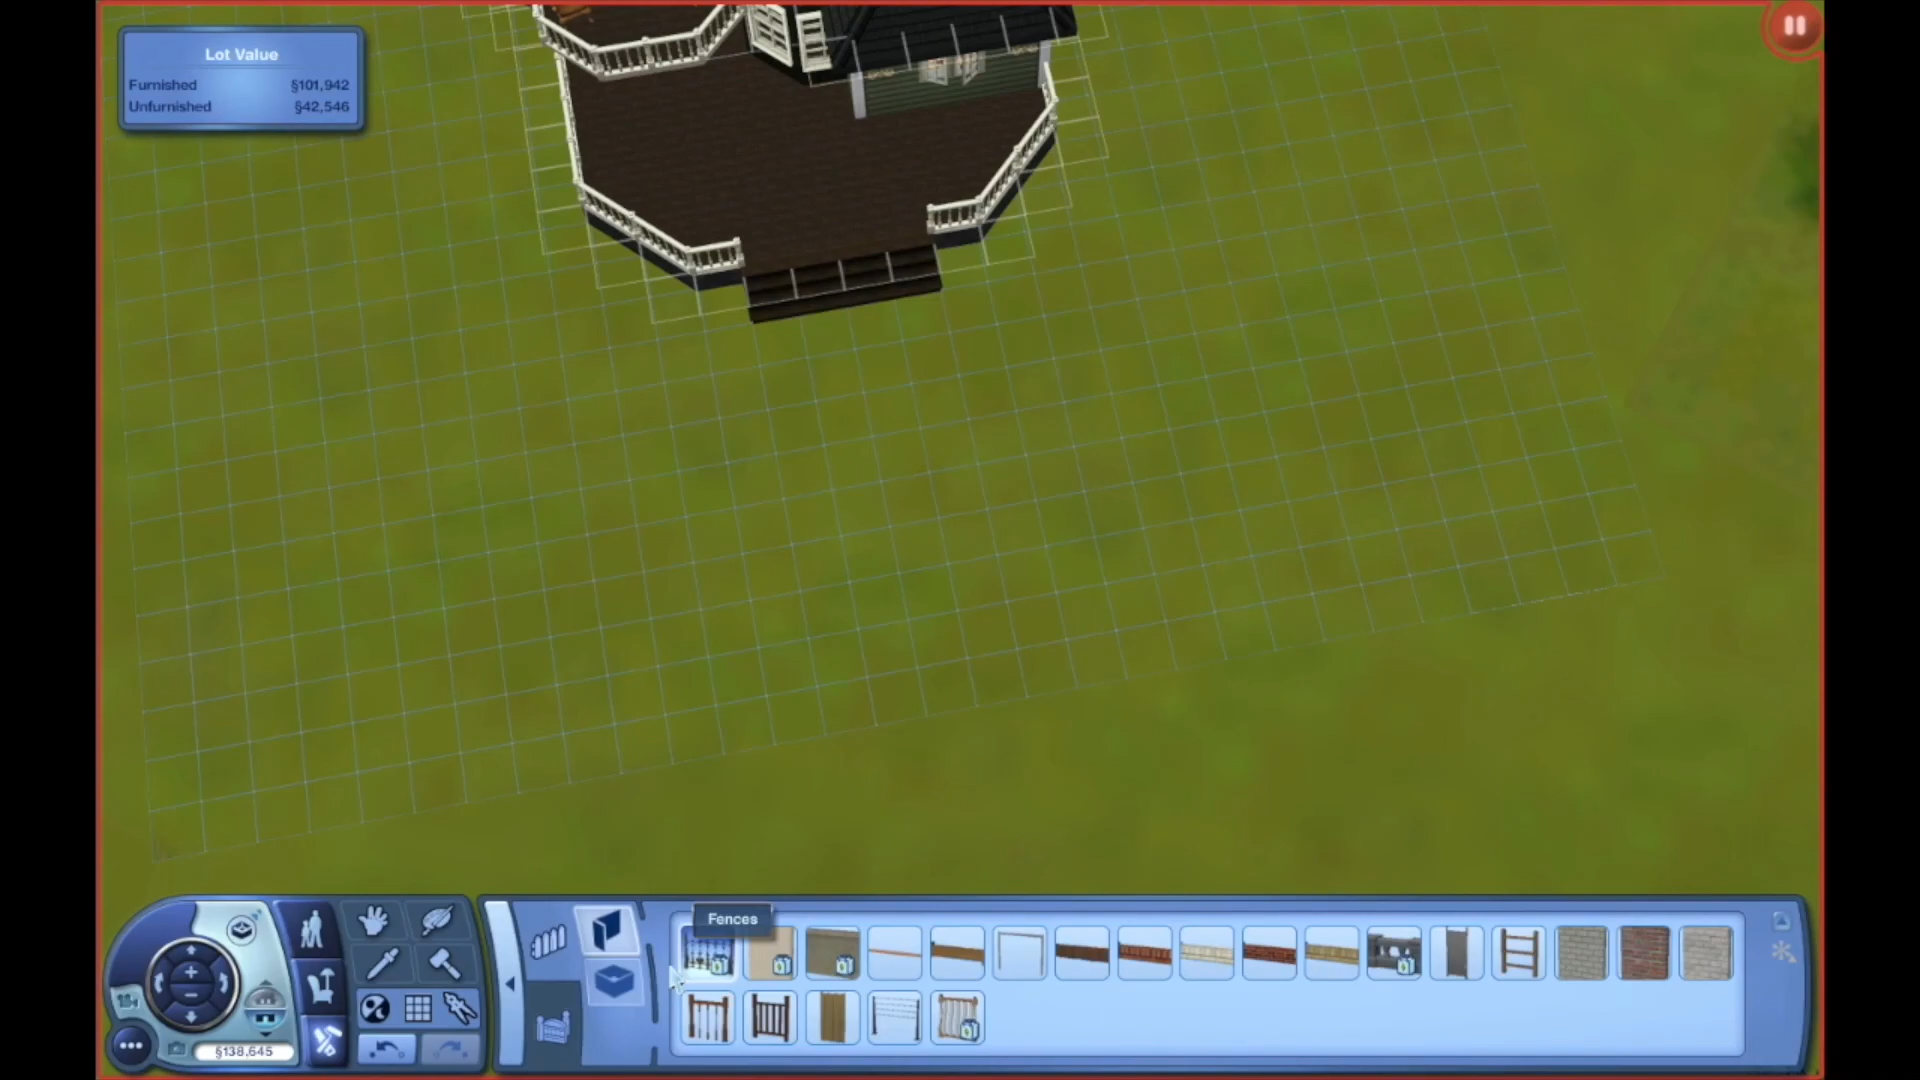 Lot Value
Furnished §101,942
Unfurnished §42,546
Fences
§138,645